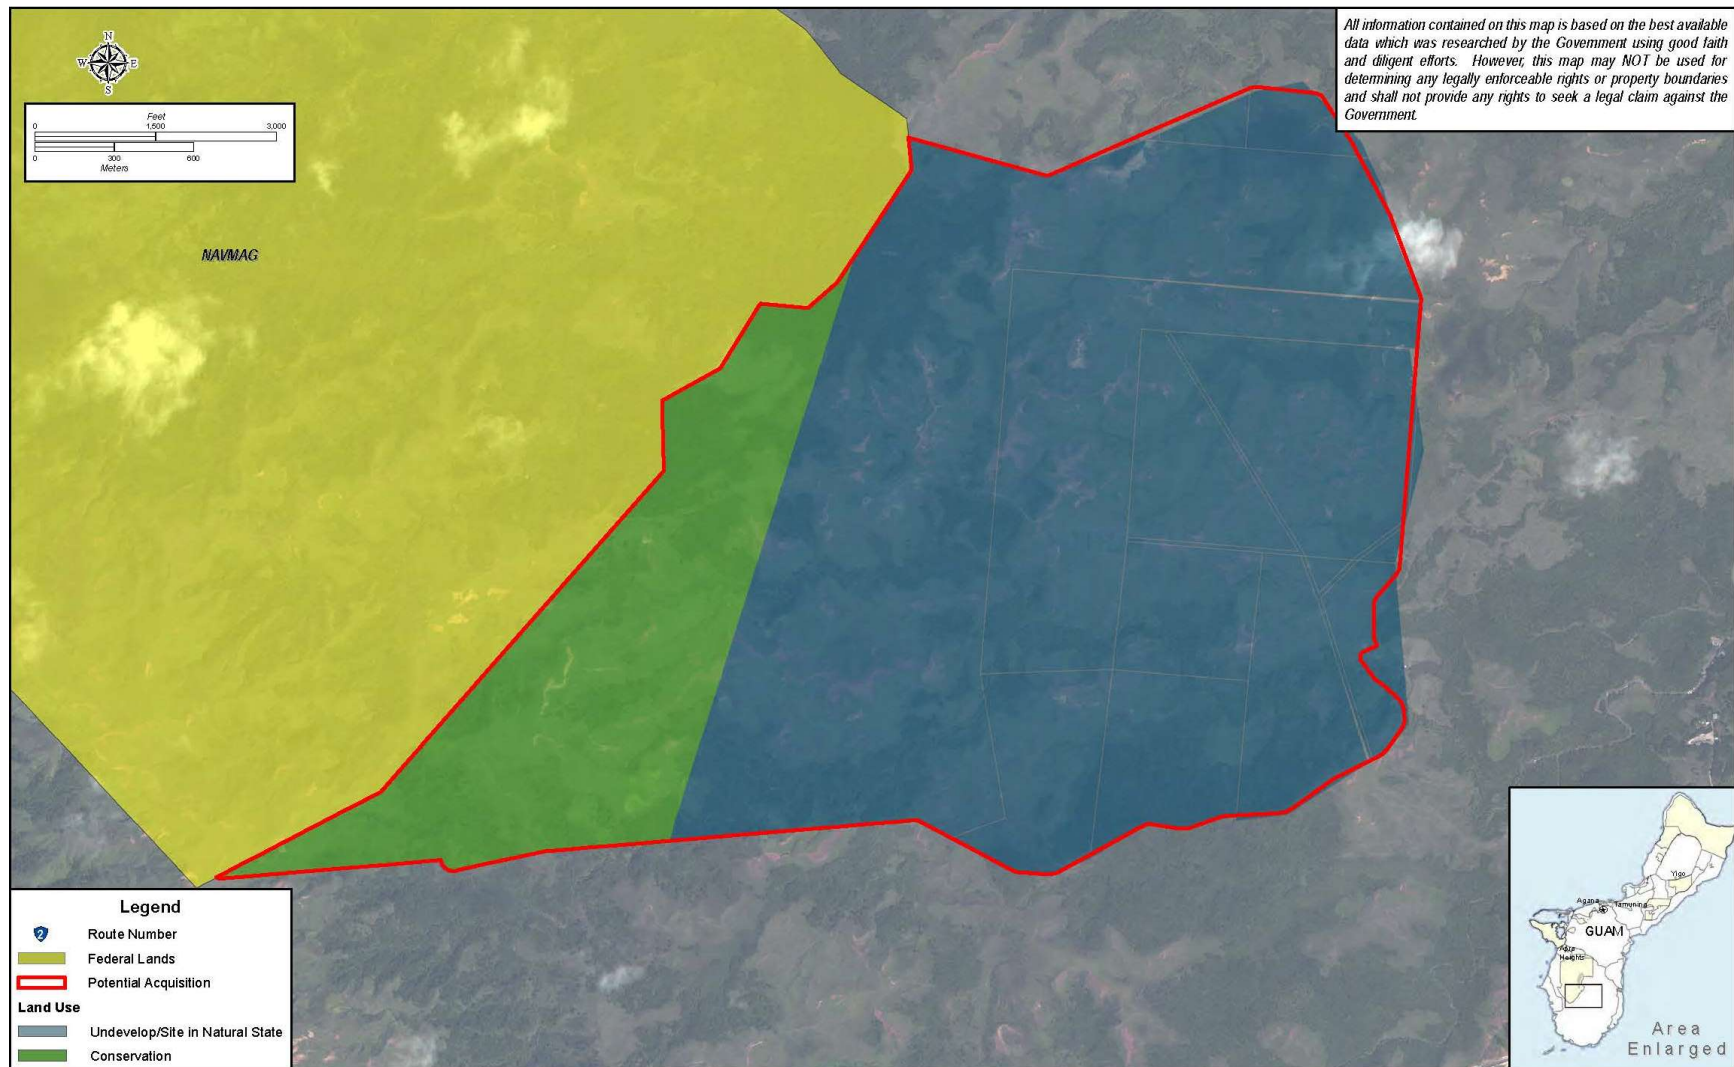 All information contained on this map is based on the best available
data which was researched by the Government using good faith
and diligent efforts. However, this map may NOT be used for
determining any legally enforceable rights or property boundaries
and shall not provide any rights to seek a legal claim against the
Government.
N
W E
S
Feet
0 1,500 3,000
0 300 600
Meters
NAVMAG
Legend
2 Route Number
Federal Lands
Potential Acquisition
Land Use
Undevelop/Site in Natural State
Conservation
Yigo
Agana Tamuning
GUAM
Heights
Area
Enlarged